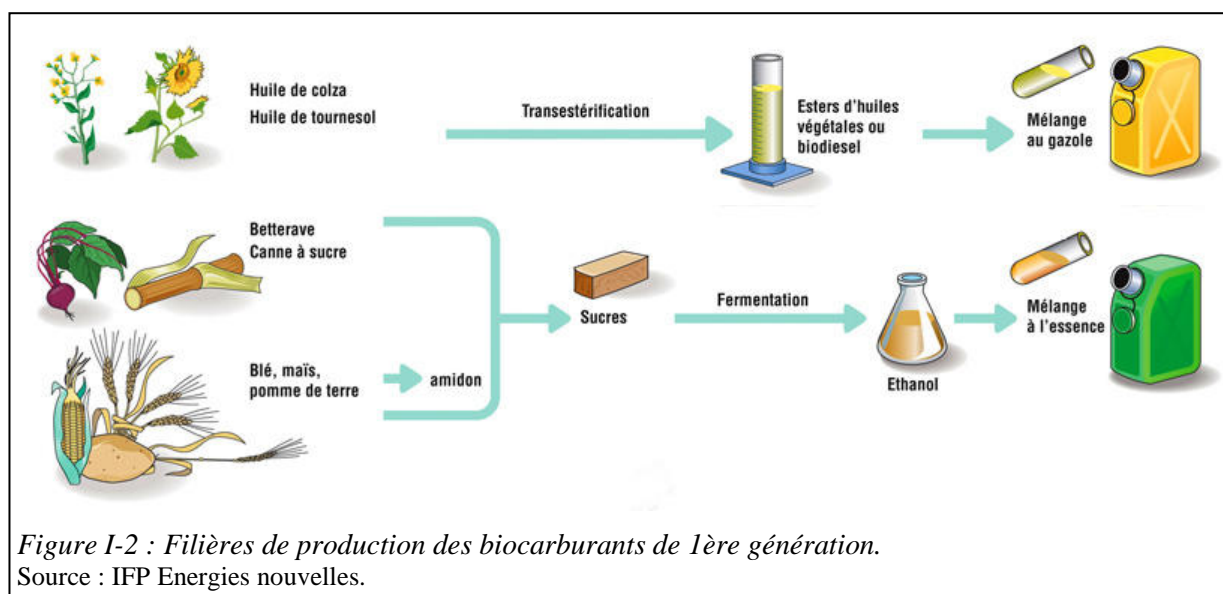 Huile de colza
Huile de tournesol
Transestérification
Esters d'huiles
végétales ou
biodiesel
Mélange
au gazole
Betterave
Canne à sucre
Blé, maïs,
pomme de terre
amidon
Sucres
Fermentation
Ethanol
Mélange
à l'essence
Figure I-2 : Filières de production des biocarburants de 1ère génération.
Source : IFP Energies nouvelles.